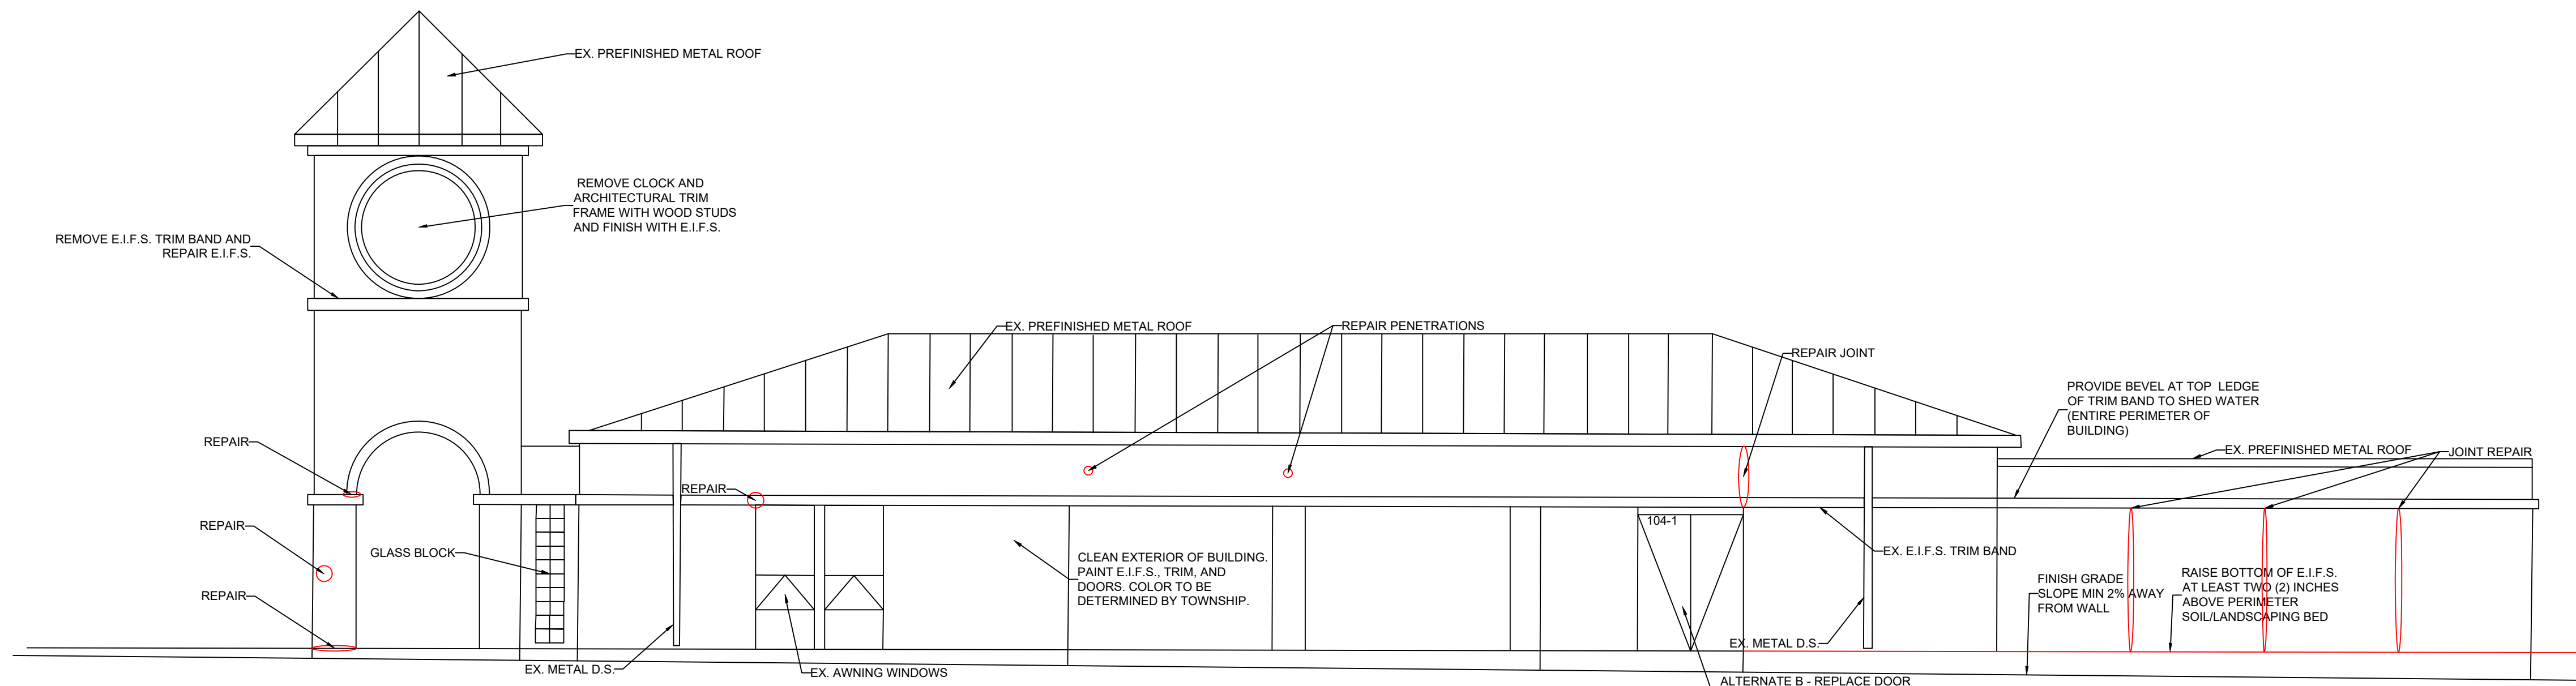 EX. PREFINISHED METAL ROOF
REMOVE CLOCK AND
ARCHITECTURAL TRIM
FRAME WITH WOOD STUDS
AND FINISH WITH E.I.F.S.
REMOVE E.I.F.S. TRIM BAND AND
REPAIR E.I.F.S.
EX. PREFINISHED METAL ROOF
REPAIR PENETRATIONS
REPAIR JOINT
PROVIDE BEVEL AT TOP LEDGE
OF TRIM BAND TO SHED WATER
(ENTIRE PERIMETER OF
BUILDING)
REPAIR
EX. PREFINISHED METAL ROOF
JOINT REPAIR
REPAIR
REPAIR
104-1
GLASS BLOCK
CLEAN EXTERIOR OF BUILDING.
PAINT E.I.F.S., TRIM, AND
DOORS. COLOR TO BE
DETERMINED BY TOWNSHIP.
EX. E.I.F.S. TRIM BAND
FINISH GRADE
SLOPE MIN 2% AWAY
FROM WALL
RAISE BOTTOM OF E.I.F.S.
AT LEAST TWO (2) INCHES
ABOVE PERIMETER
SOIL/LANDSCAPING BED
REPAIR
EX. METAL D.S.
EX. METAL D.S.
EX. AWNING WINDOWS
ALTERNATE B - REPLACE DOOR